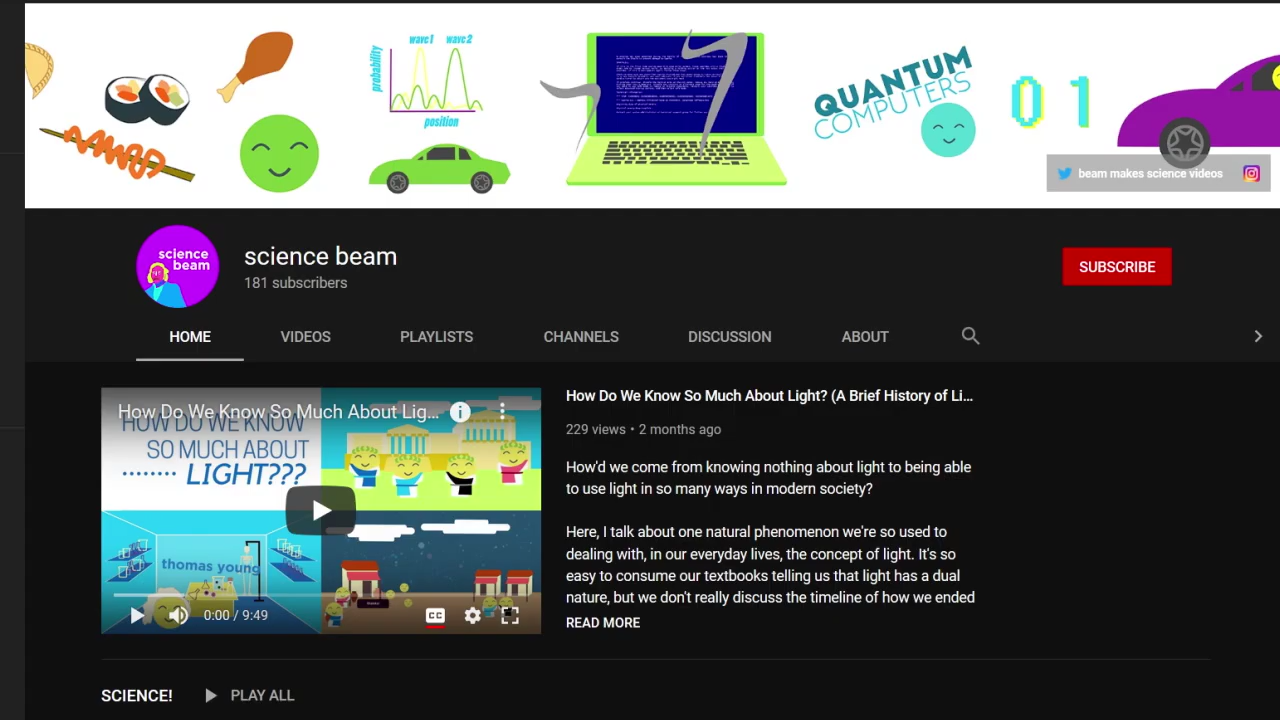 wave1 wave2
probability
position
QUANTUM
COMPUTERS
0 1
beam makes science videos
science
beam
science beam
181 subscribers
SUBSCRIBE
HOME VIDEOS PLAYLISTS CHANNELS DISCUSSION ABOUT
How Do We Know So Much About Lig...
HOW DO WE KNOW
SO MUCH ABOUT
LIGHT???
thomas young
0:00 / 9:49
CC
How Do We Know So Much About Light? (A Brief History of Li...
229 views • 2 months ago
How'd we come from knowing nothing about light to being able
to use light in so many ways in modern society?
Here, I talk about one natural phenomenon we're so used to
dealing with, in our everyday lives, the concept of light. It's so
easy to consume our textbooks telling us that light has a dual
nature, but we don't really discuss the timeline of how we ended
READ MORE
SCIENCE! PLAY ALL